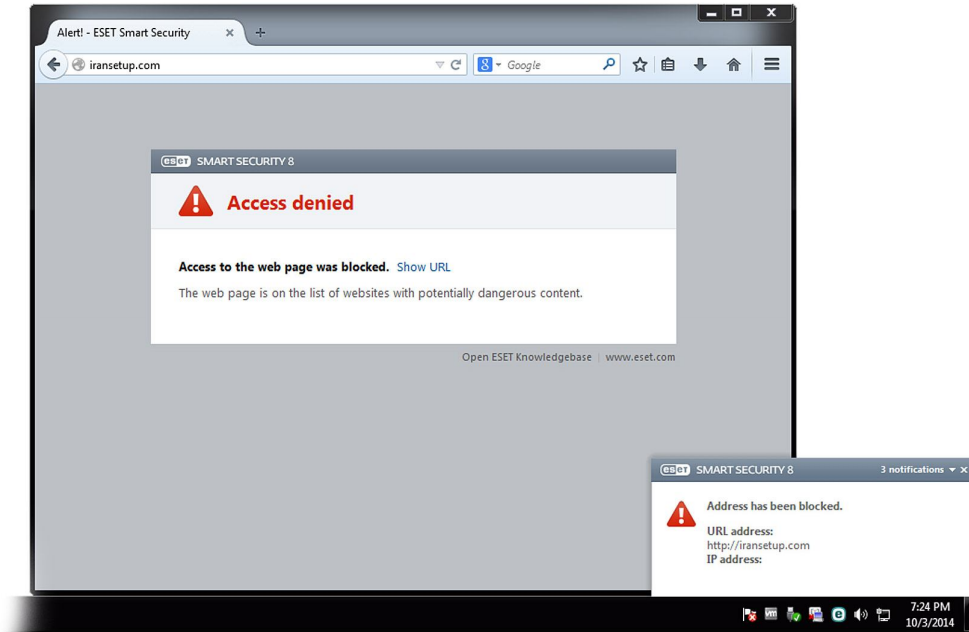 Alert! - ESET Smart Security
iransetup.com
Google
eset SMART SECURITY 8
Access denied
Access to the web page was blocked. Show URL
The web page is on the list of websites with potentially dangerous content.
Open ESET Knowledgebase | www.eset.com
eset SMART SECURITY 8 3 notifications
Address has been blocked.
URL address:
http://iransetup.com
IP address:
7:24 PM
10/3/2014